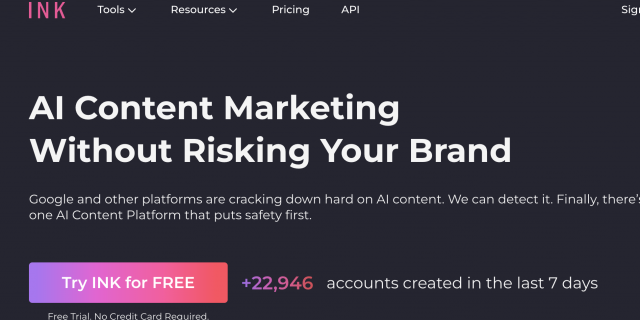 INK Tools Resources Pricing API
AI Content Marketing
Without Risking Your Brand
Google and other platforms are cracking down hard on AI content. We can detect it. Finally, there's
one AI Content Platform that puts safety first.
Try INK for FREE +22,946 accounts created in the last 7 days
Free Trial. No Credit Card Required.